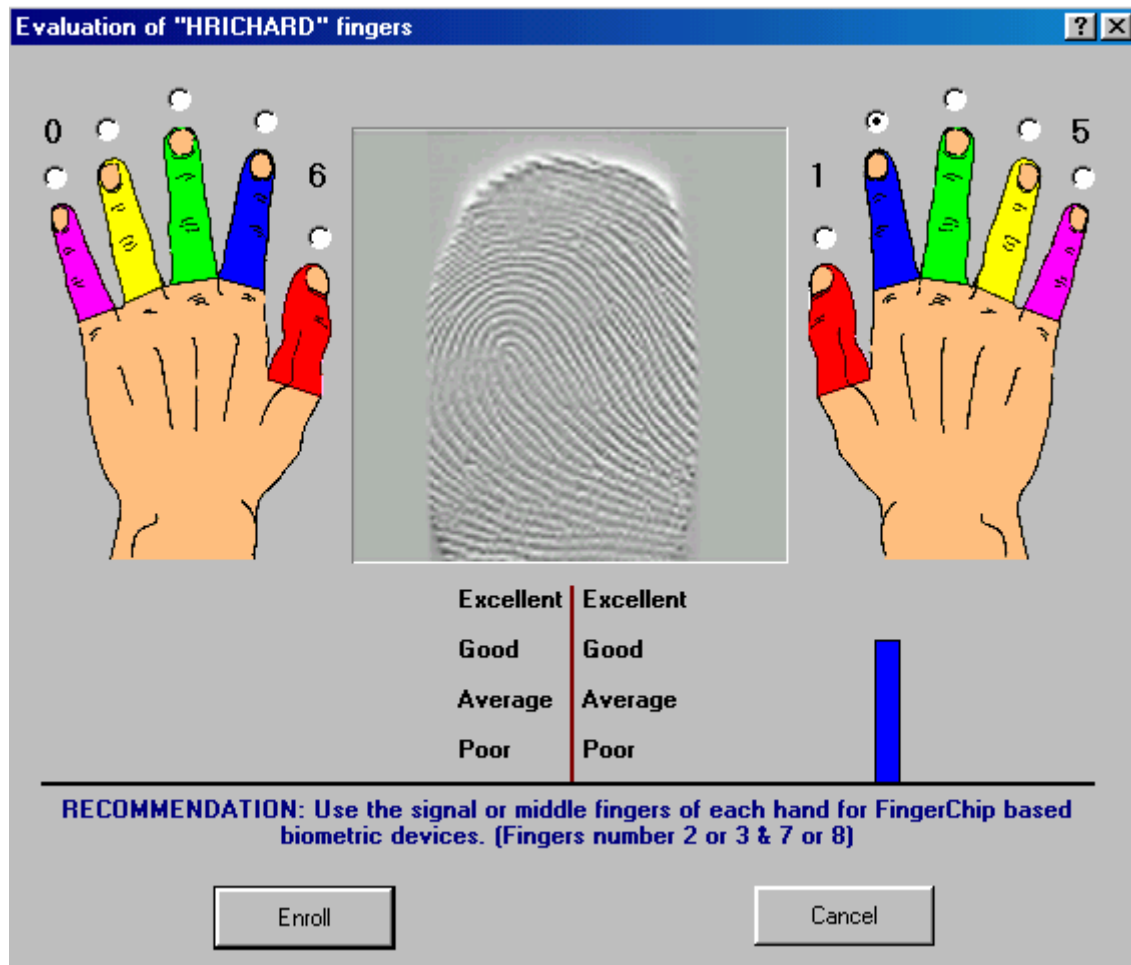 Evaluation of "HRICHARD" fingers
0
6
1
5
Excellent Excellent
Good Good
Average Average
Poor Poor
RECOMMENDATION: Use the signal or middle fingers of each hand for FingerChip based
biometric devices. (Fingers number 2 or 3 & 7 or 8)
Enroll Cancel